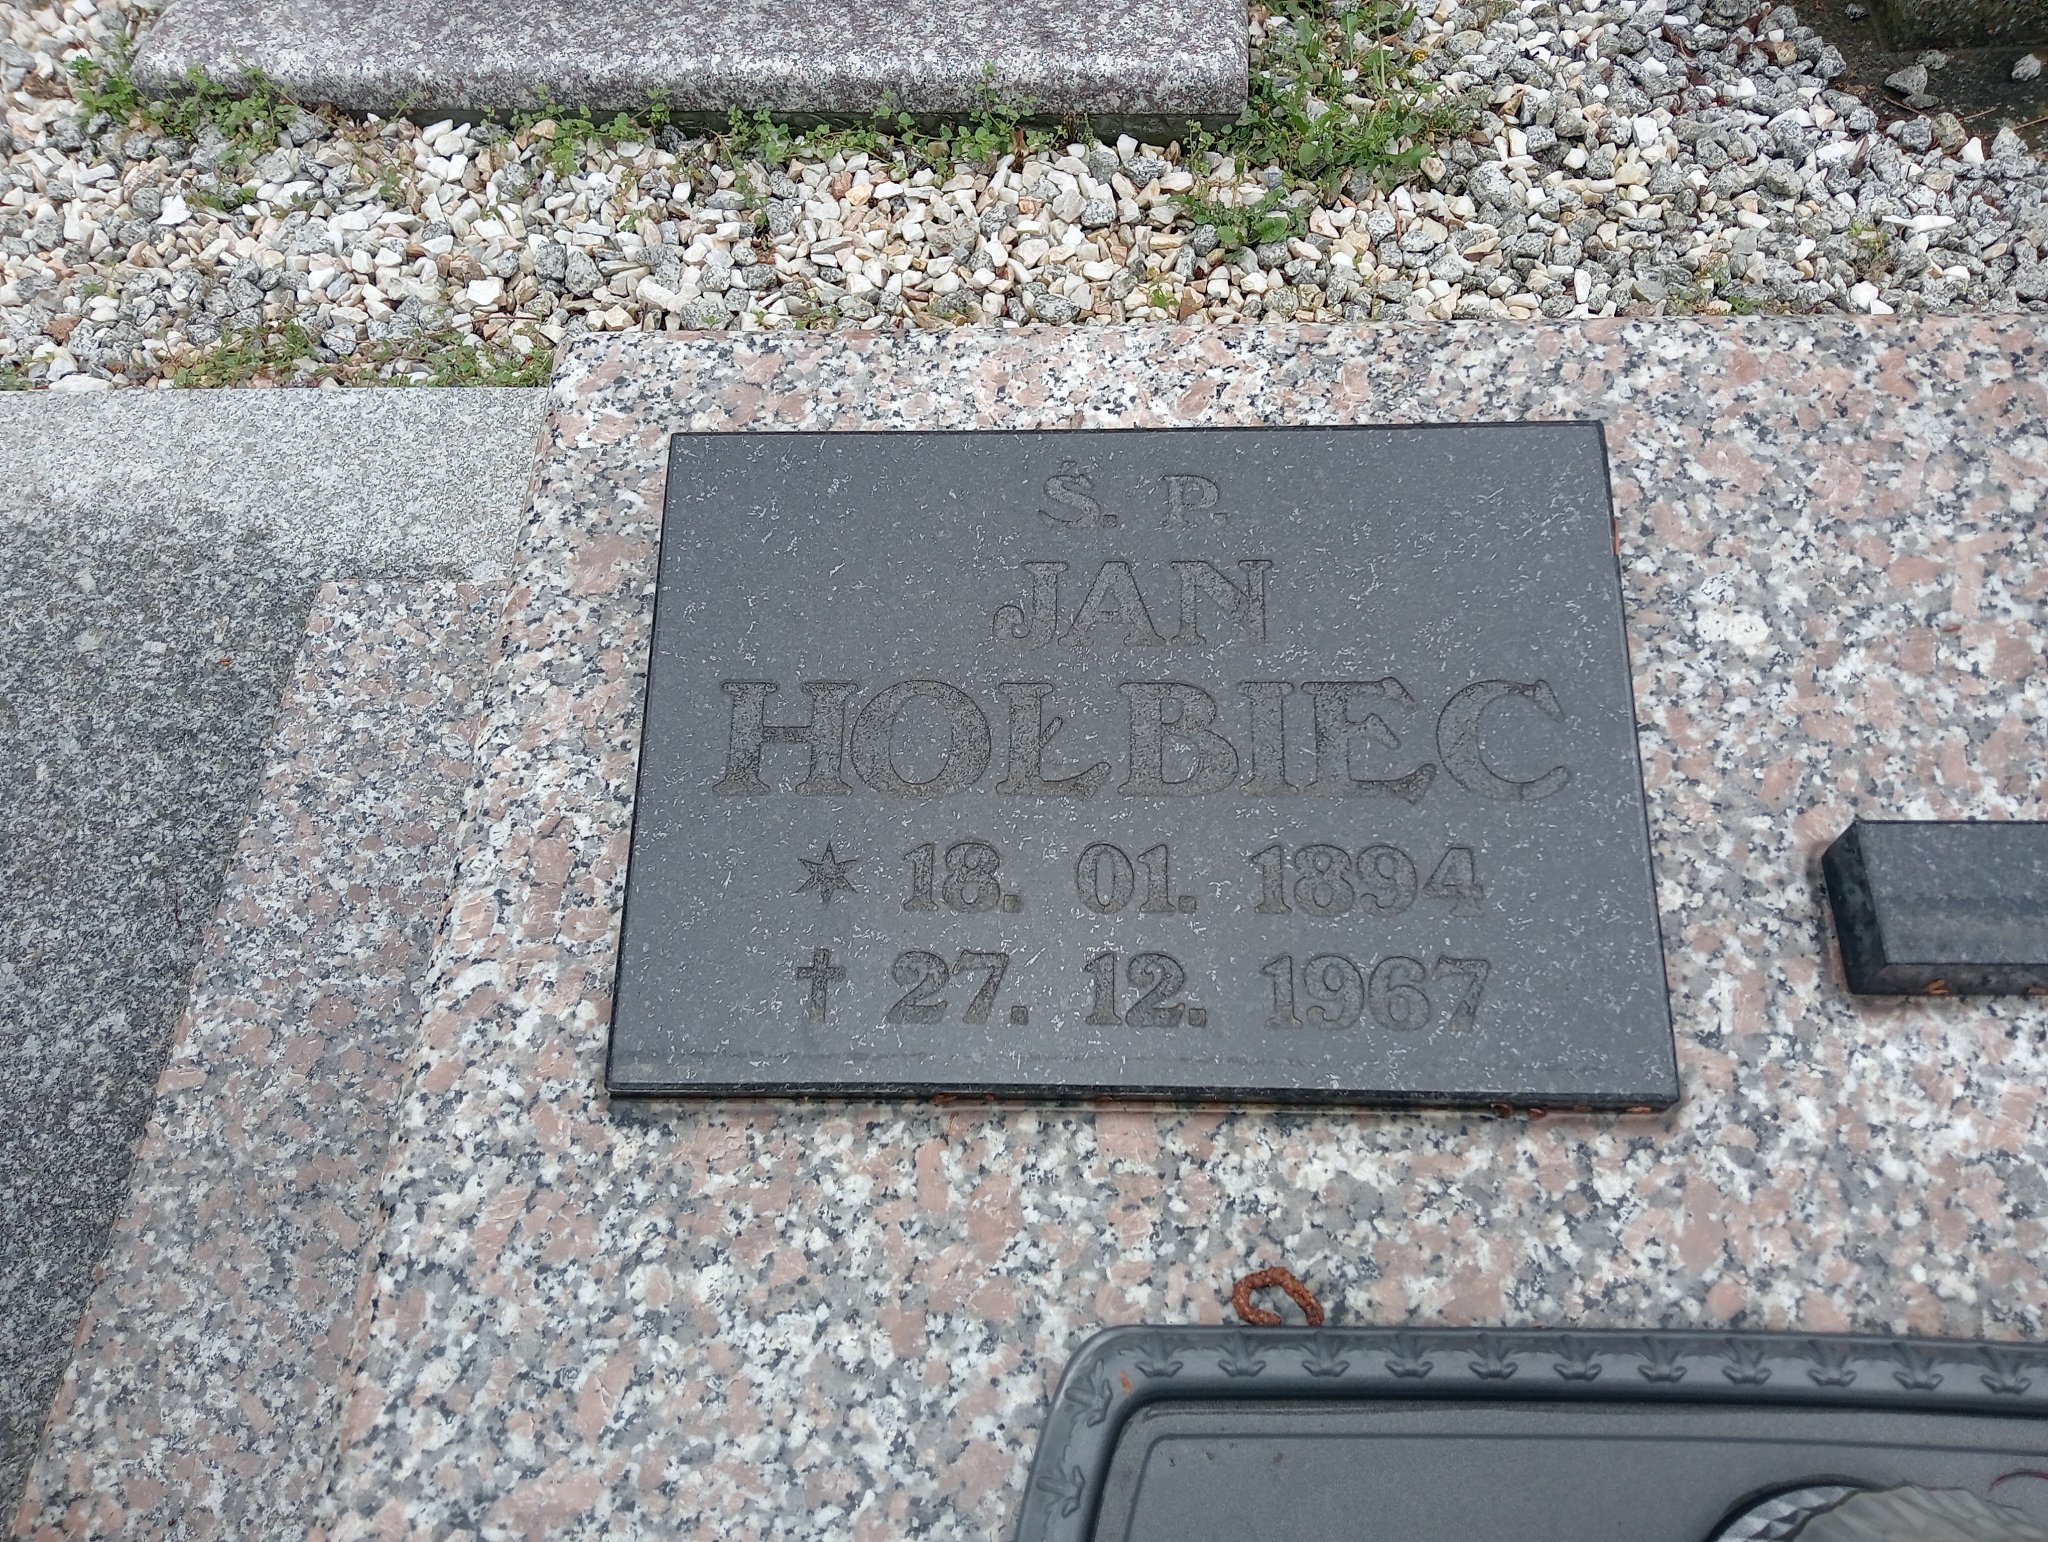 Ś. P.
JAN
HOŁBIEC
* 18. 01. 1894
† 27. 12. 1967